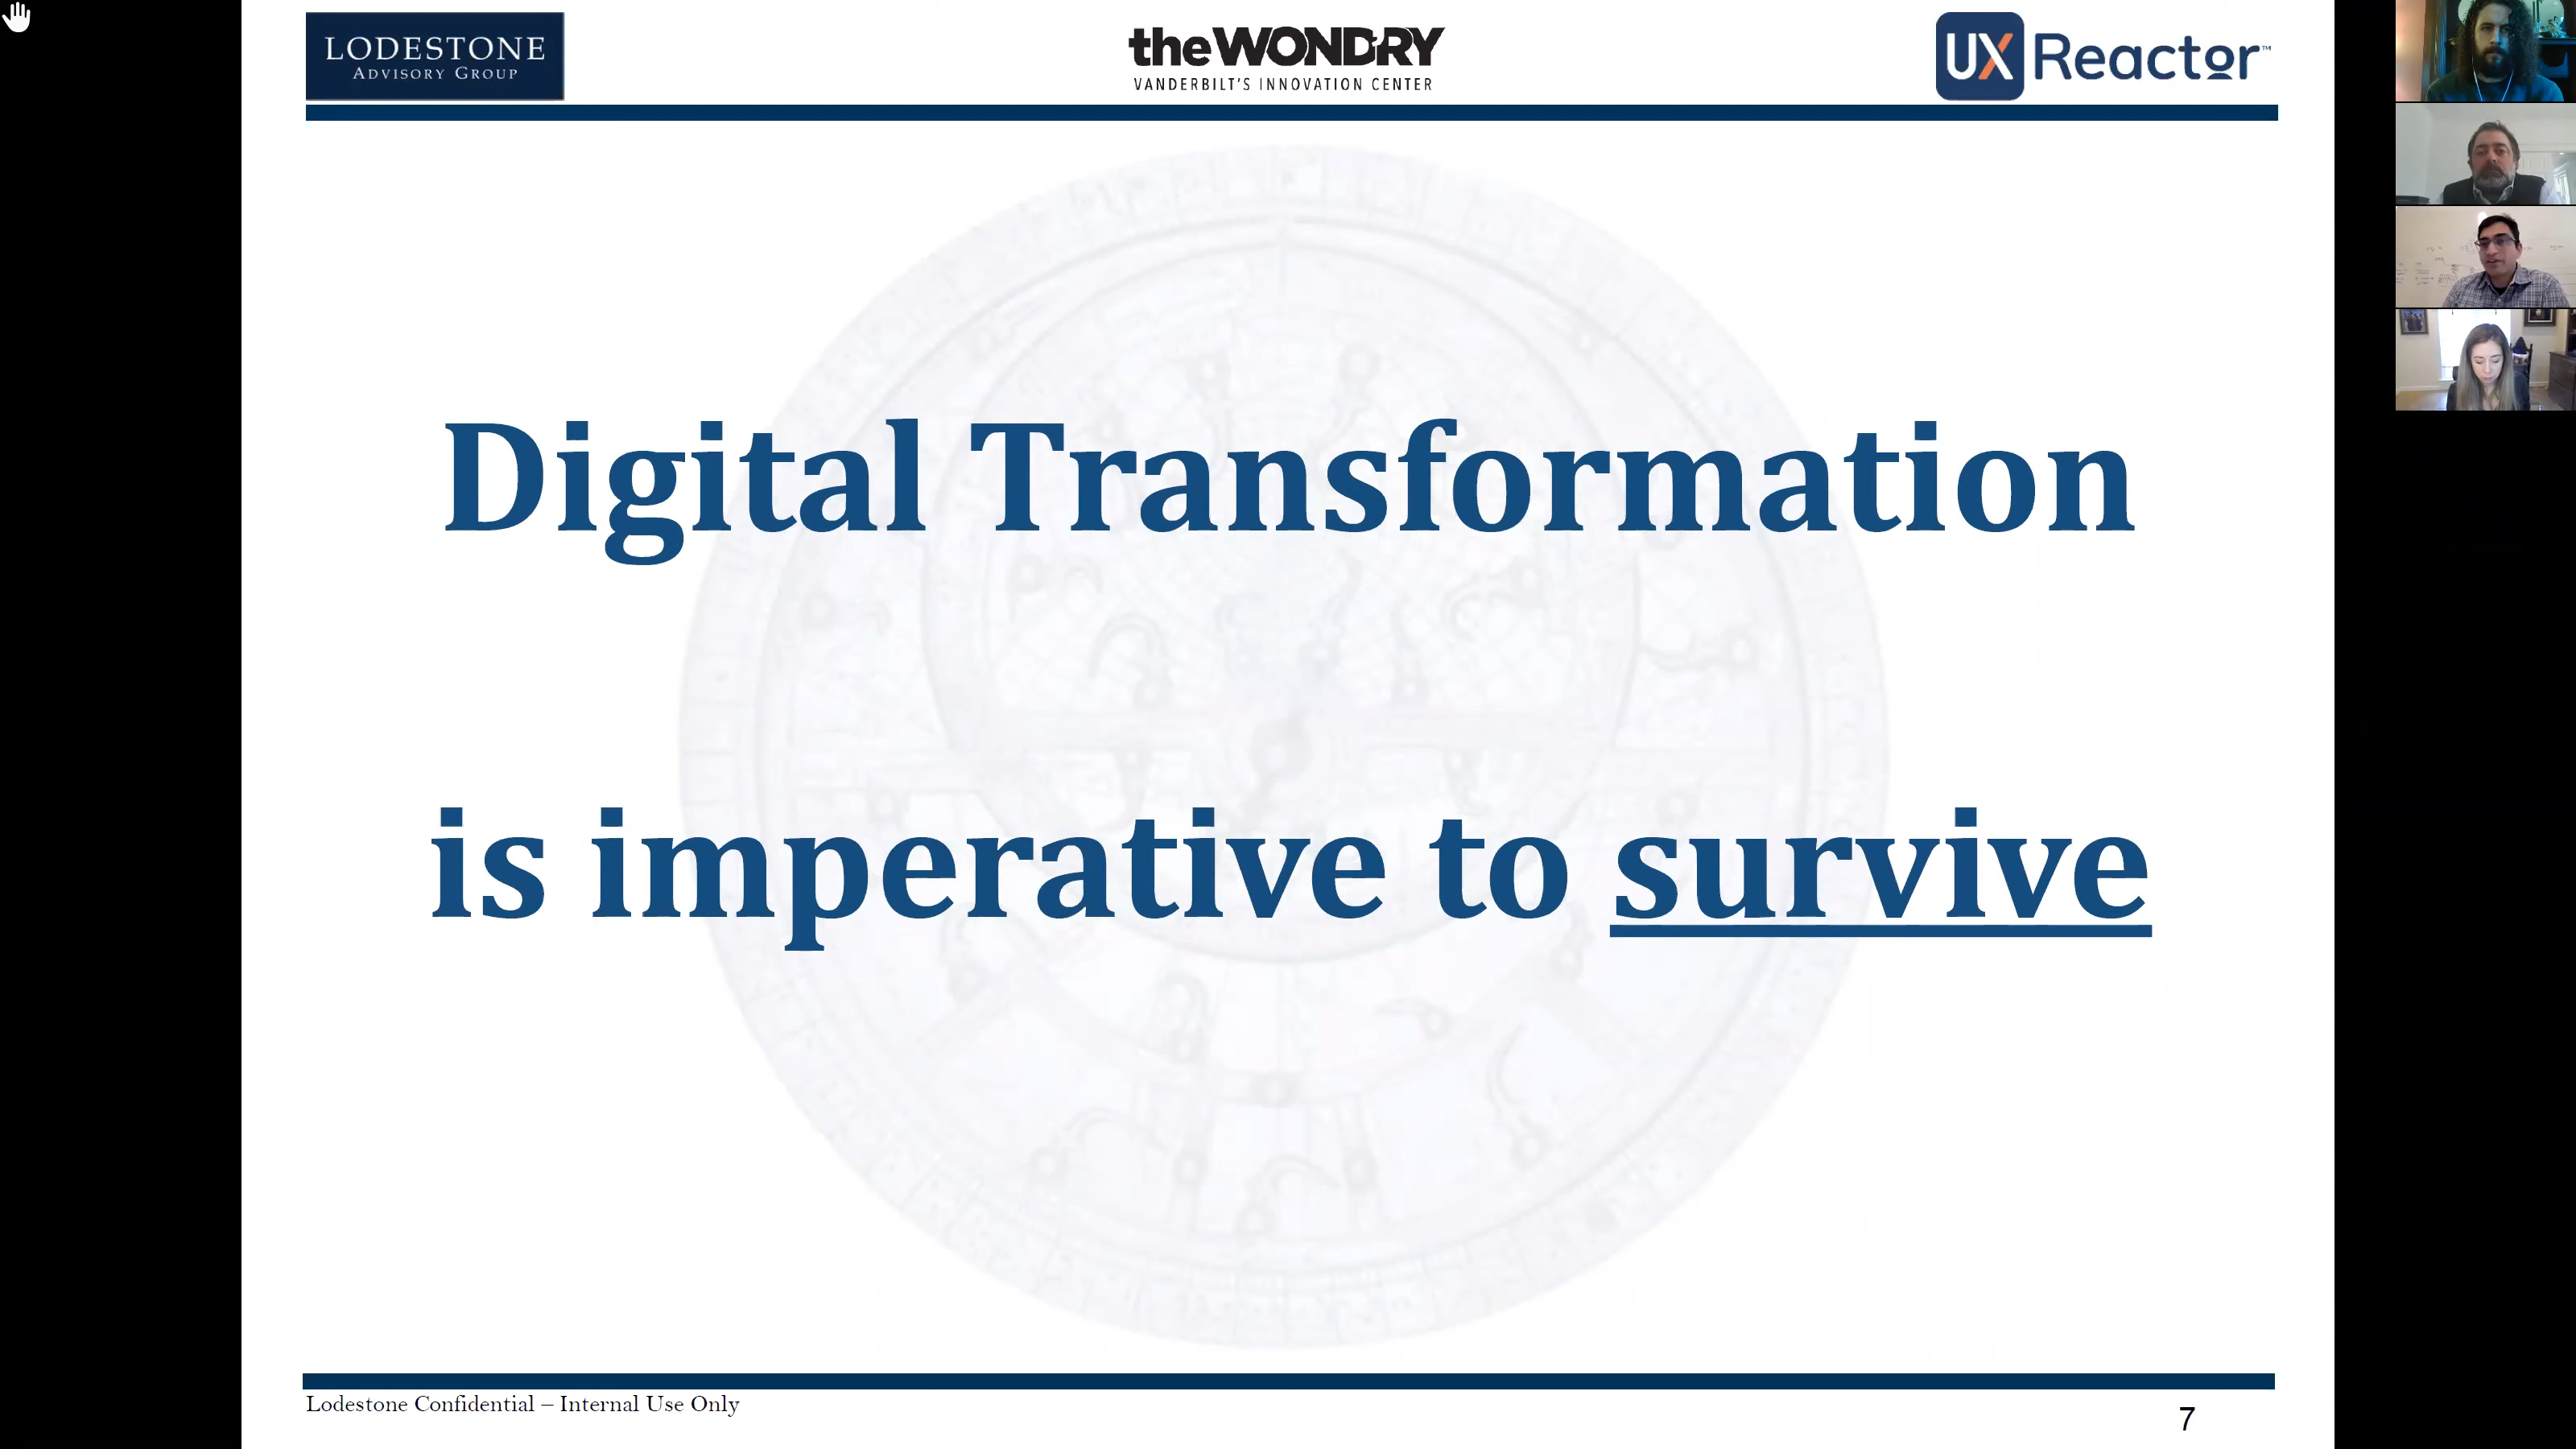 LODESTONE
ADVISORY GROUP
theWONDRY
VANDERBILT'S INNOVATION CENTER
UX Reactor™
Digital Transformation
is imperative to survive
Lodestone Confidential – Internal Use Only
7